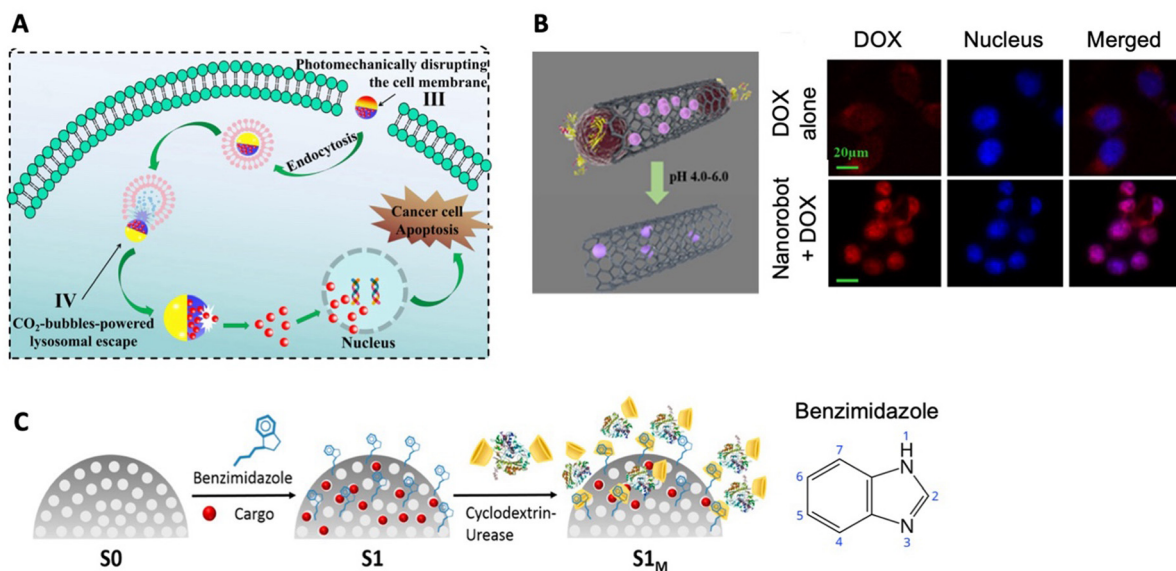 A
Photomechanically disrupting
the cell membrane
III
Endocytosis
Cancer cell
Apoptosis
IV
CO₂-bubbles-powered
lysosomal escape
Nucleus
B
pH 4.0-6.0
DOX
Nucleus
Merged
DOX
alone
20μm
Nanorobot
+ DOX
C
Benzimidazole
Cargo
Cyclodextrin-
Urease
S0
S1
S1M
Benzimidazole
1
H
N
7
6
2
5
4
N
3